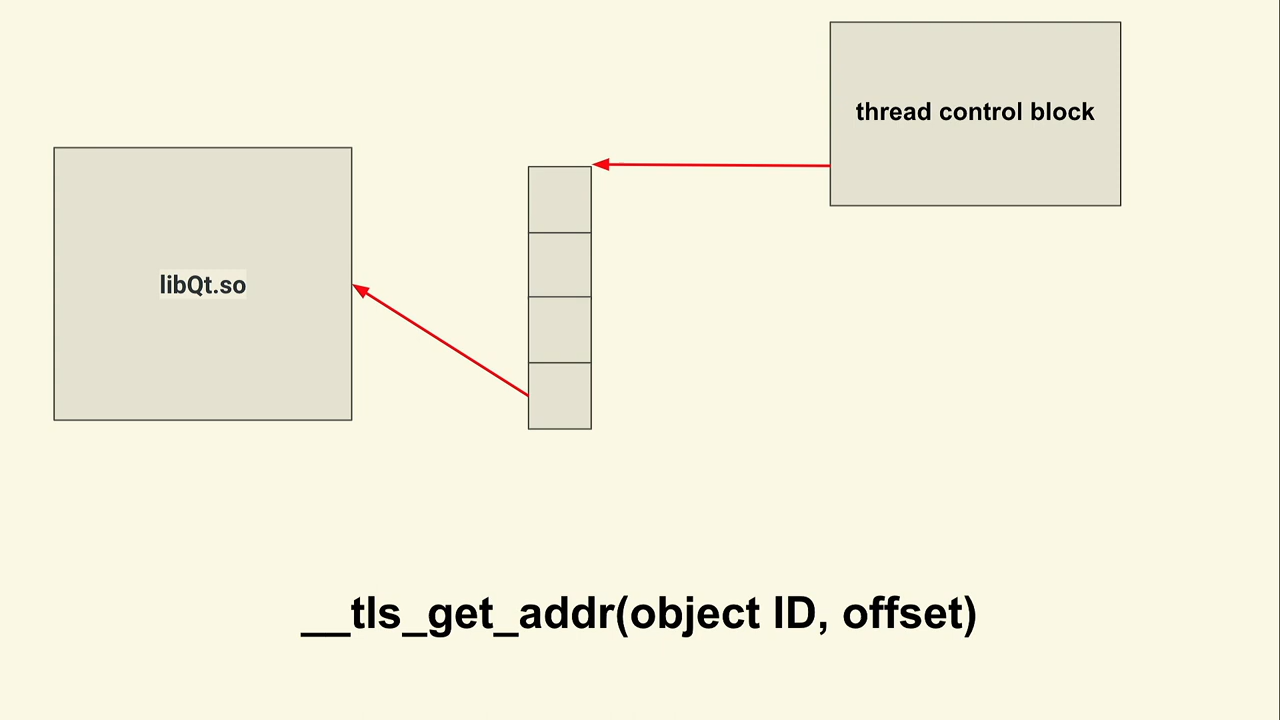 thread control block
libQt.so
__tls_get_addr(object ID, offset)